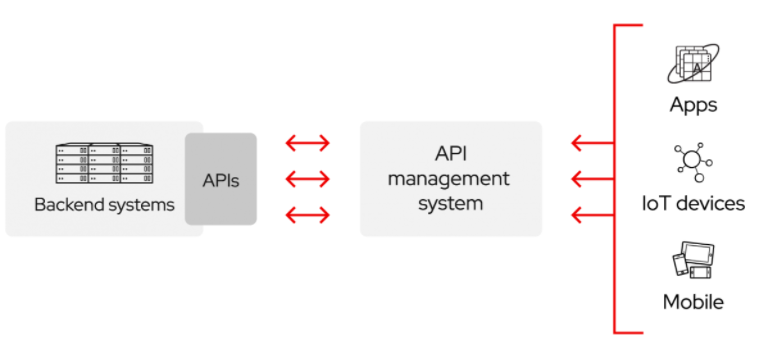 Backend systems
APIs
API
management
system
Apps
IoT devices
Mobile